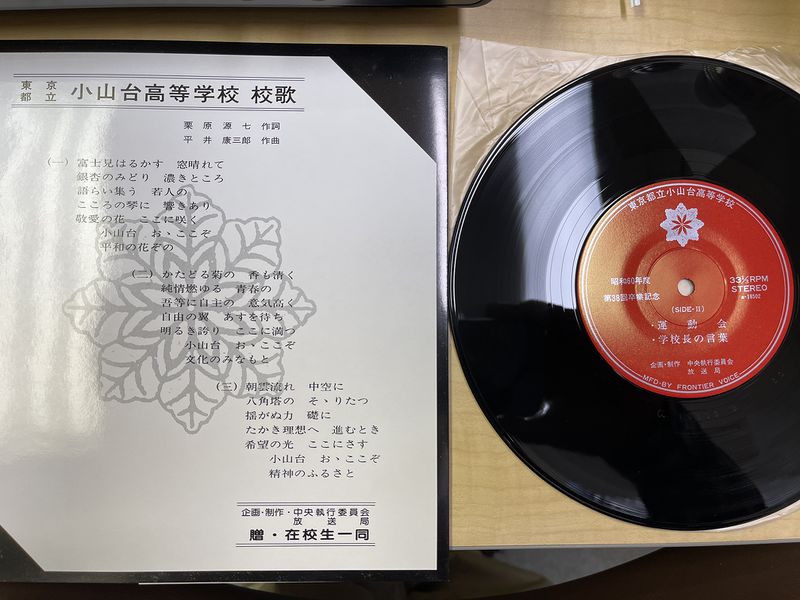 東京都立 小山台高等学校 校歌
栗原源七 作詞
平井康三郎 作曲
(一) 富士見はるかす 窓晴れて
銀杏のみどり 濃きところ
語らい集う 若人の
こころの琴に 響きあり
敬愛の花 ここに咲く
小山台 おゝここぞ
平和の花ぞの
(二) かたどる菊の 香も清く
純情燃ゆる 青春の
吾等に自主の 意気高く
自由の翼 あすを待ち
明るき誇り ここに満つ
小山台 おゝここぞ
文化のみなもと
(三) 朝雲流れ 中空に
八角塔の そゝりたつ
揺がぬ力 礎に
たかき理想へ 進むとき
希望の光 ここにさす
小山台 おゝここぞ
精神のふるさと
企画・制作・中央執行委員会
放送局
贈・在校生一同
東京都立小山台高等学校
昭和60年度
第38回卒業記念
33⅓RPM
STEREO
(SIDE-II)
・運動会
・学校長の言葉
企画・制作 中央執行委員会
放送局
MFD・BY FRONTIER VOICE